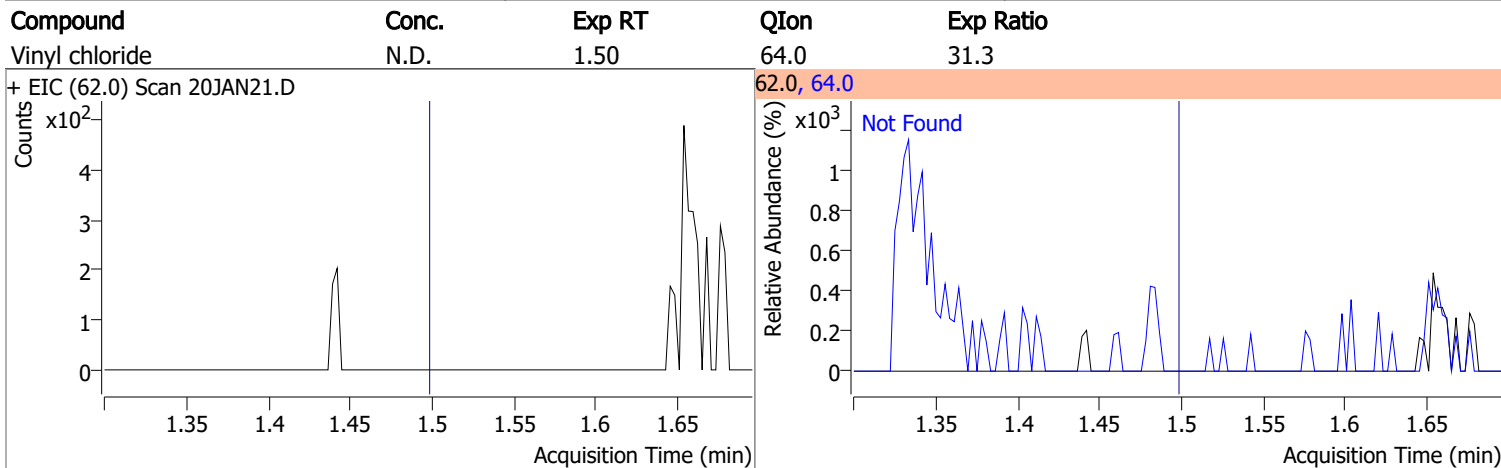 Compound Conc. Exp RT QIon Exp Ratio
Vinyl chloride N.D. 1.50 64.0 31.3
+ EIC (62.0) Scan 20JAN21.D
Counts
x10²
4
3
2
1
0
1.35 1.4 1.45 1.5 1.55 1.6 1.65
Acquisition Time (min)
62.0, 64.0
Relative Abundance (%)
x10³
Not Found
1
0.8
0.6
0.4
0.2
0
1.35 1.4 1.45 1.5 1.55 1.6 1.65
Acquisition Time (min)